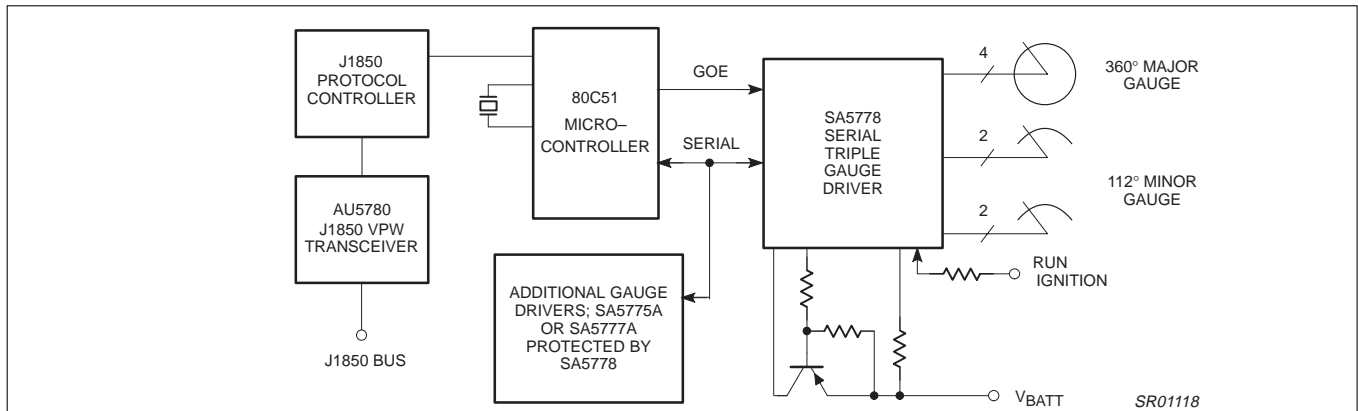 J1850
PROTOCOL
CONTROLLER
AU5780
J1850 VPW
TRANSCEIVER
J1850 BUS
80C51
MICRO–
CONTROLLER
GOE
SERIAL
ADDITIONAL GAUGE
DRIVERS; SA5775A
OR SA5777A
PROTECTED BY
SA5778
SA5778
SERIAL
TRIPLE
GAUGE
DRIVER
4
360° MAJOR
GAUGE
2
112° MINOR
GAUGE
2
RUN
IGNITION
VBATT
SR01118